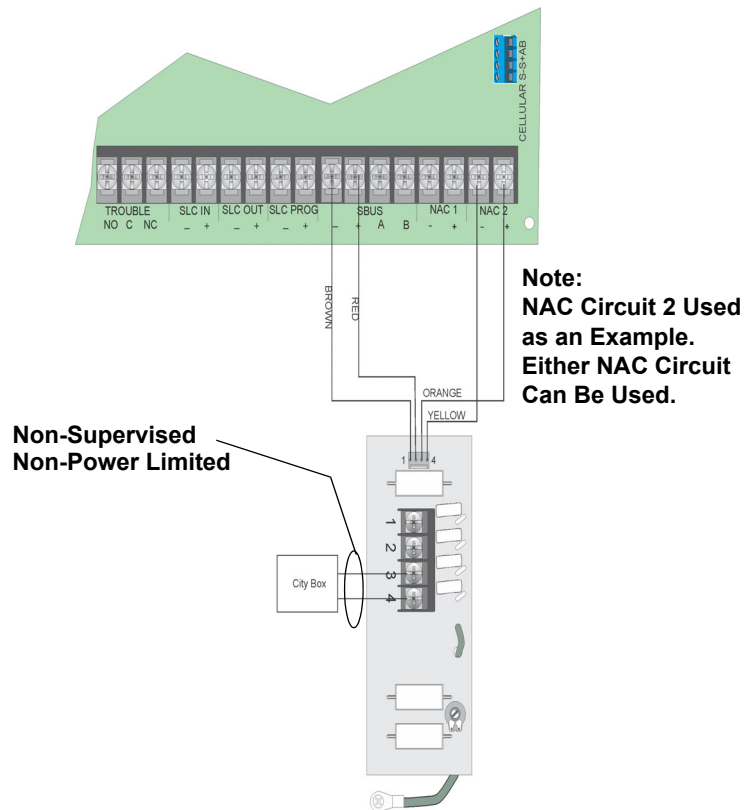 CELLULAR S-S+AB
TROUBLE SLC IN SLC OUT SLC PROG SBUS NAC 1 NAC 2
NO C NC – + – + – + – + A B - + - +
BROWN
RED
Note:
NAC Circuit 2 Used
as an Example.
Either NAC Circuit
Can Be Used.
ORANGE
YELLOW
Non-Supervised
Non-Power Limited
1 4
1
2
3
4
City Box